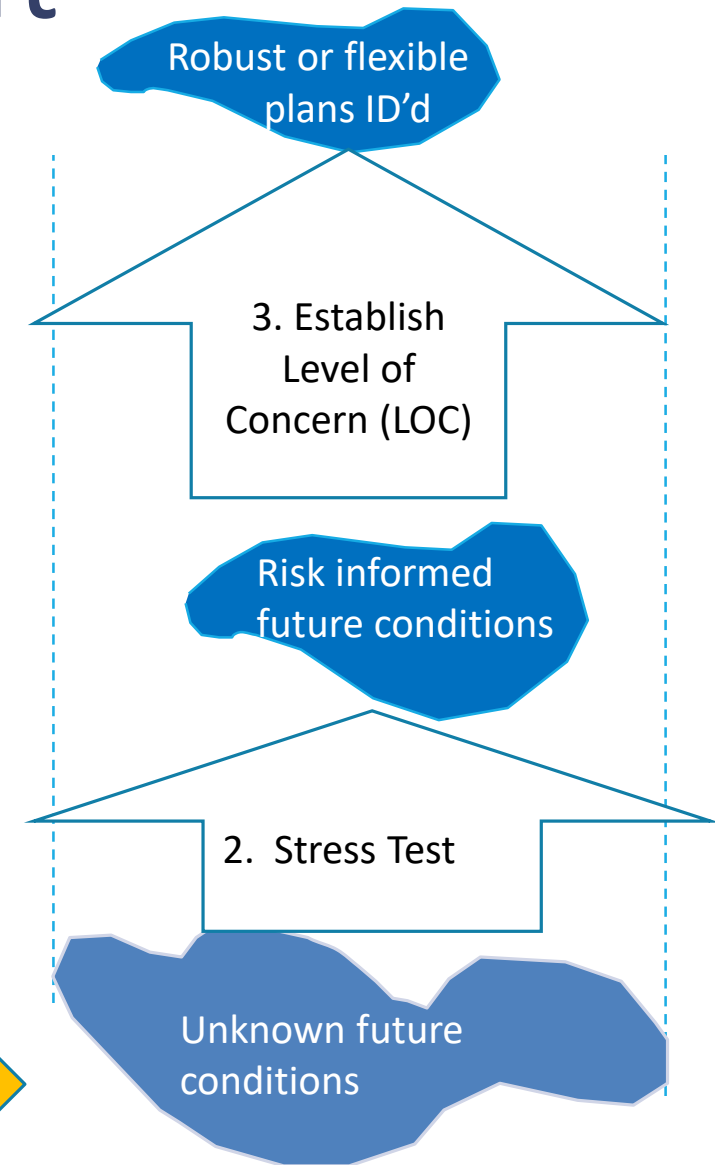 Robust or flexible
plans ID’d
3. Establish
Level of
Concern (LOC)
Risk informed
future conditions
2. Stress Test
Unknown future
conditions